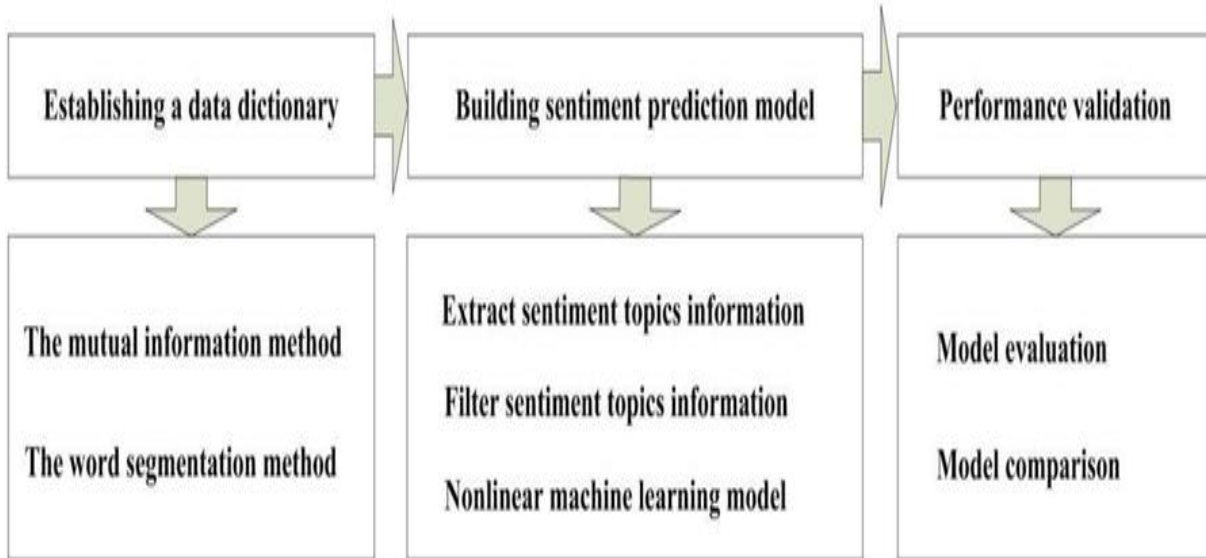 Establishing a data dictionary
Building sentiment prediction model
Performance validation
The mutual information method
The word segmentation method
Extract sentiment topics information
Filter sentiment topics information
Nonlinear machine learning model
Model evaluation
Model comparison